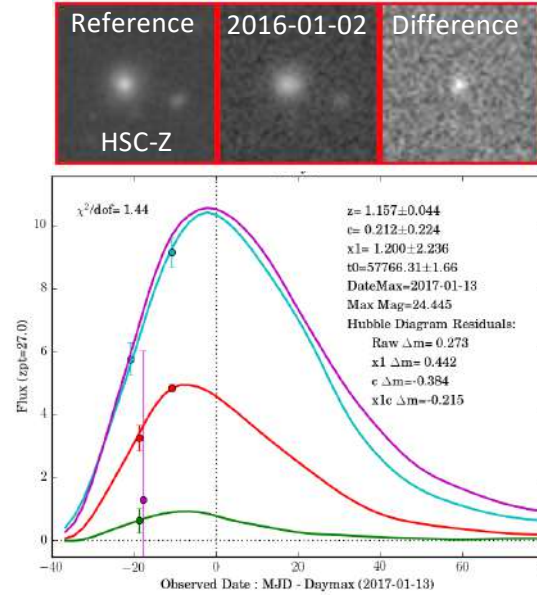 Reference 2016-01-02 Difference
HSC-Z
χ²/dof= 1.44
z= 1.157±0.044
c= 0.212±0.224
x1= 1.200±2.236
t0=57766.31±1.66
DateMax=2017-01-13
Max Mag=24.445
Hubble Diagram Residuals:
Raw Δm= 0.273
x1 Δm= 0.442
c Δm=-0.384
x1c Δm=-0.215
Flux (zpt=27.0)
10
8
6
4
2
0
−40 −20 0 20 40 60
Observed Date : MJD - Daymax (2017-01-13)